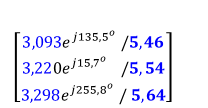 [3,093e^{j135,5^o} /5,46
3,220e^{j15,7^o} /5,54
3,298e^{j255,8^o} / 5,64]